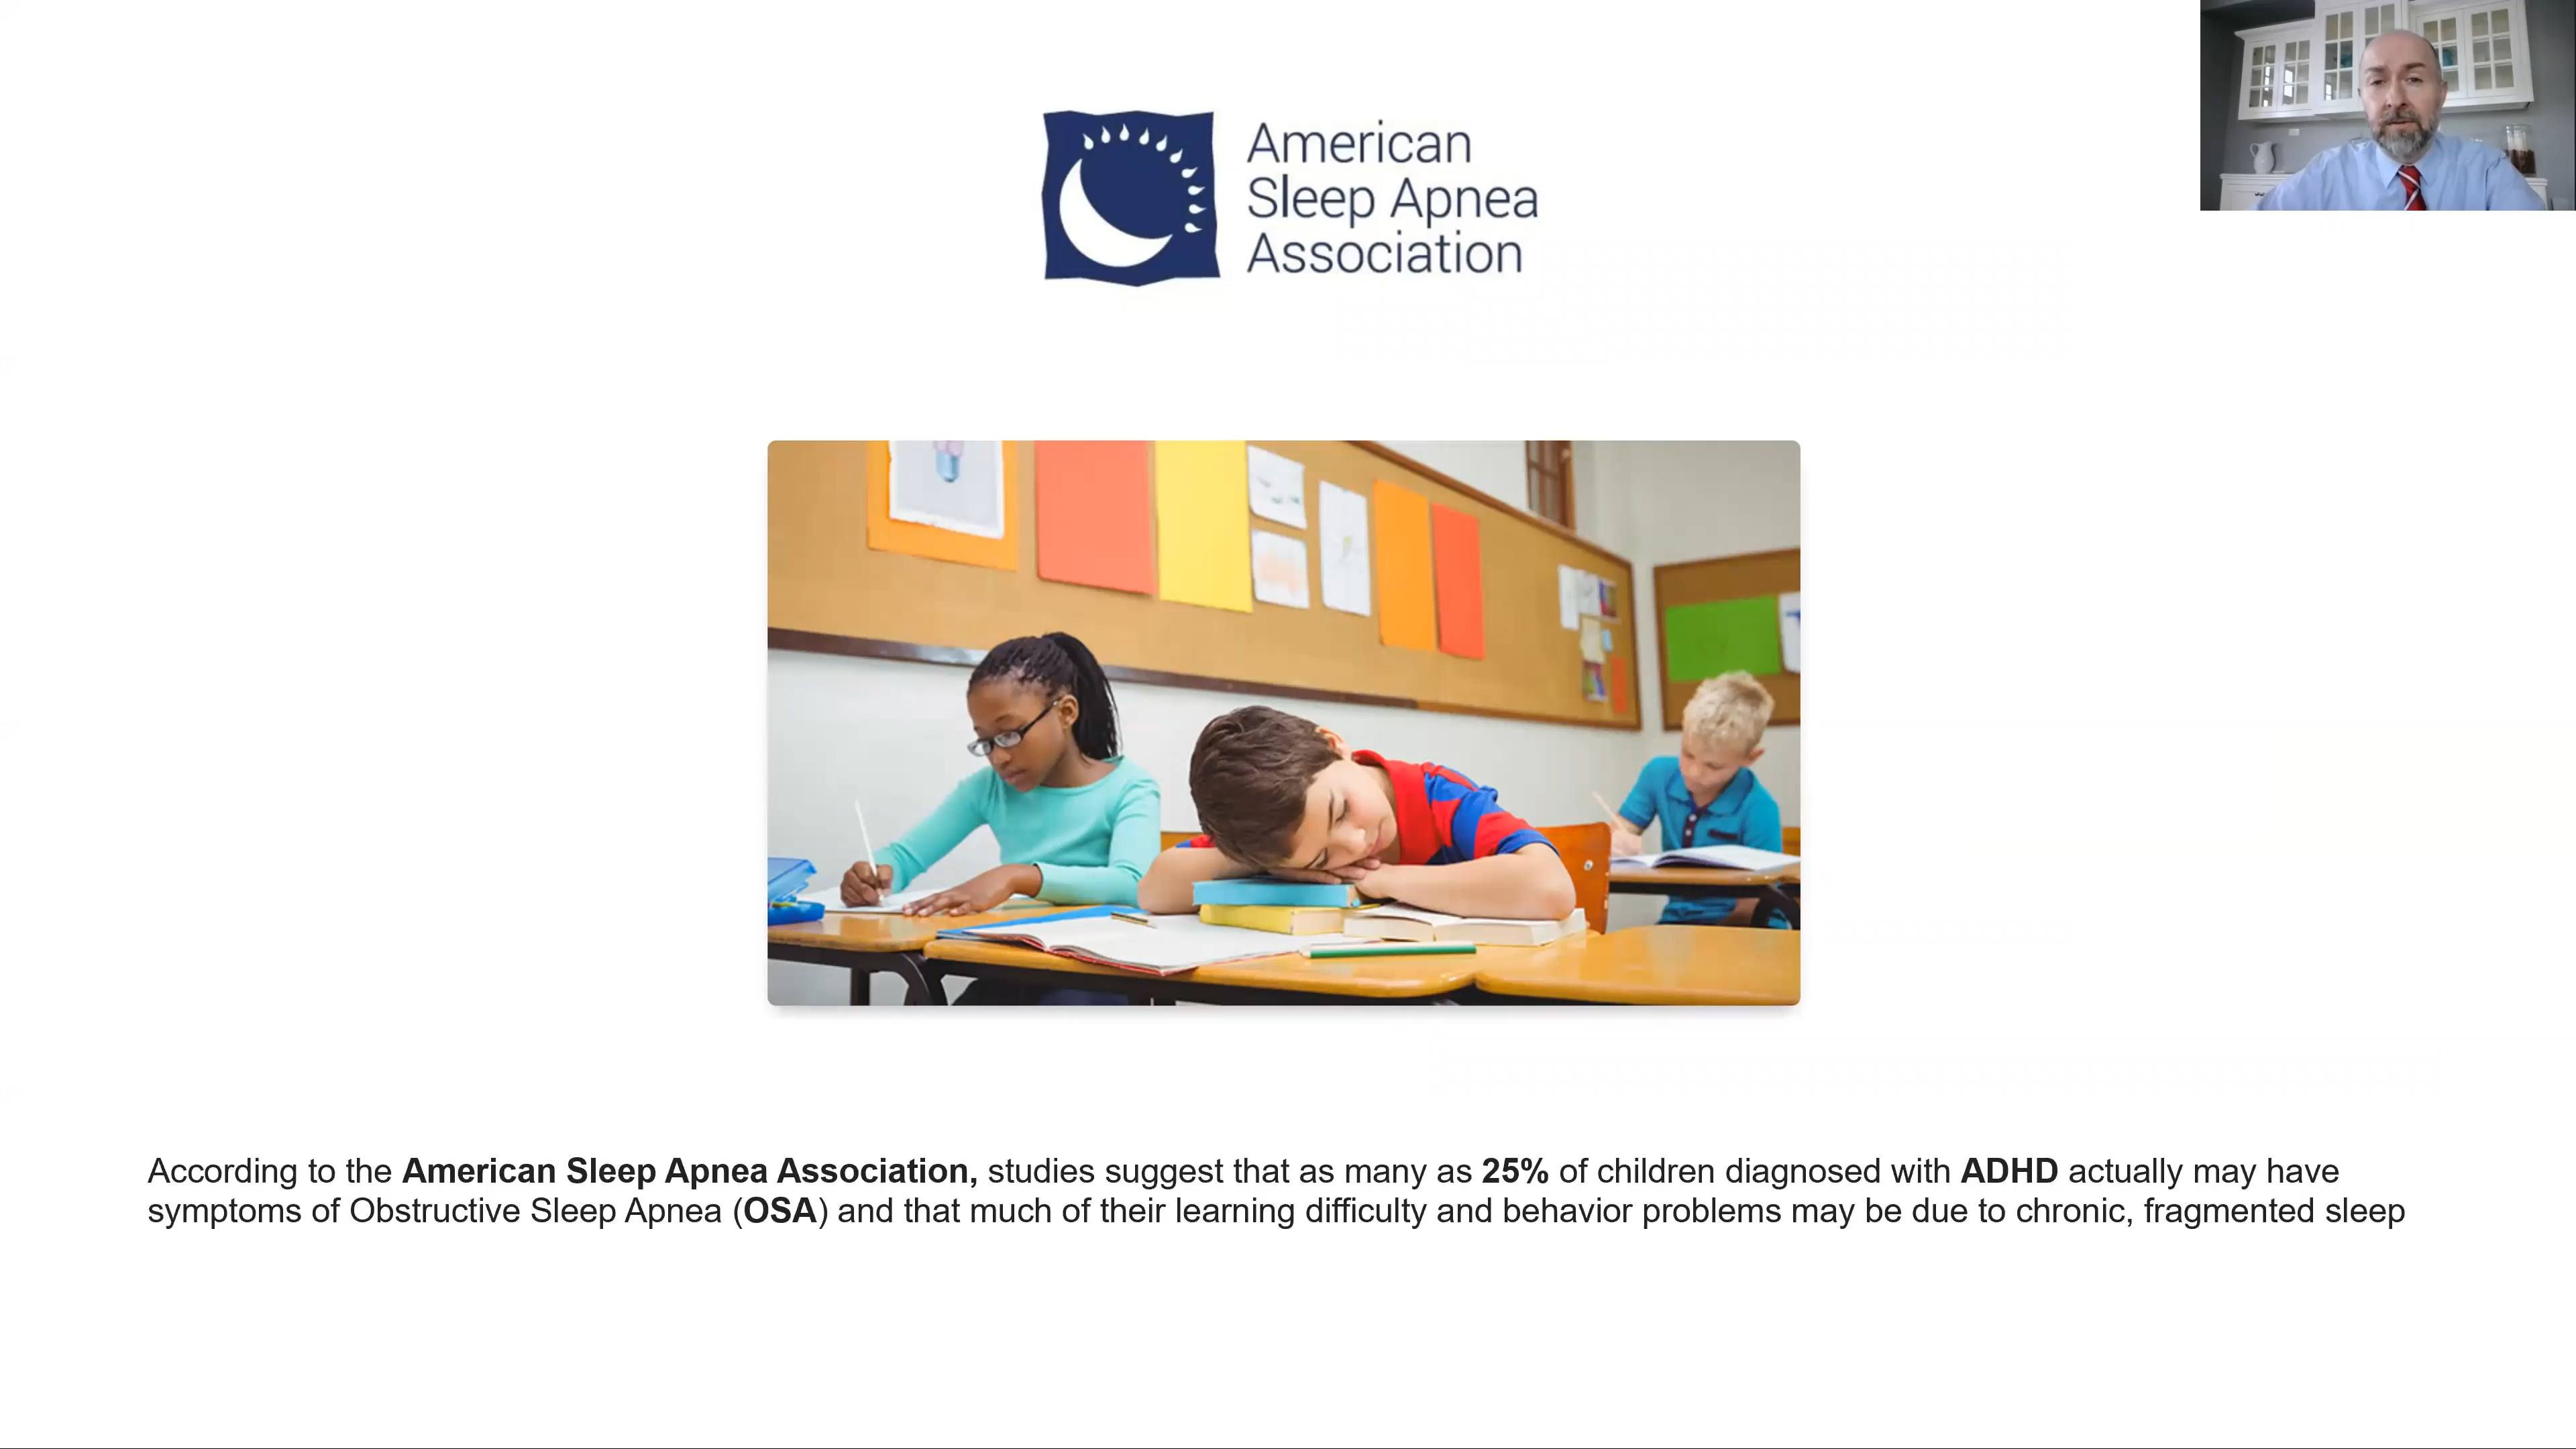 American
Sleep Apnea
Association
According to the American Sleep Apnea Association, studies suggest that as many as 25% of children diagnosed with ADHD actually may have
symptoms of Obstructive Sleep Apnea (OSA) and that much of their learning difficulty and behavior problems may be due to chronic, fragmented sleep